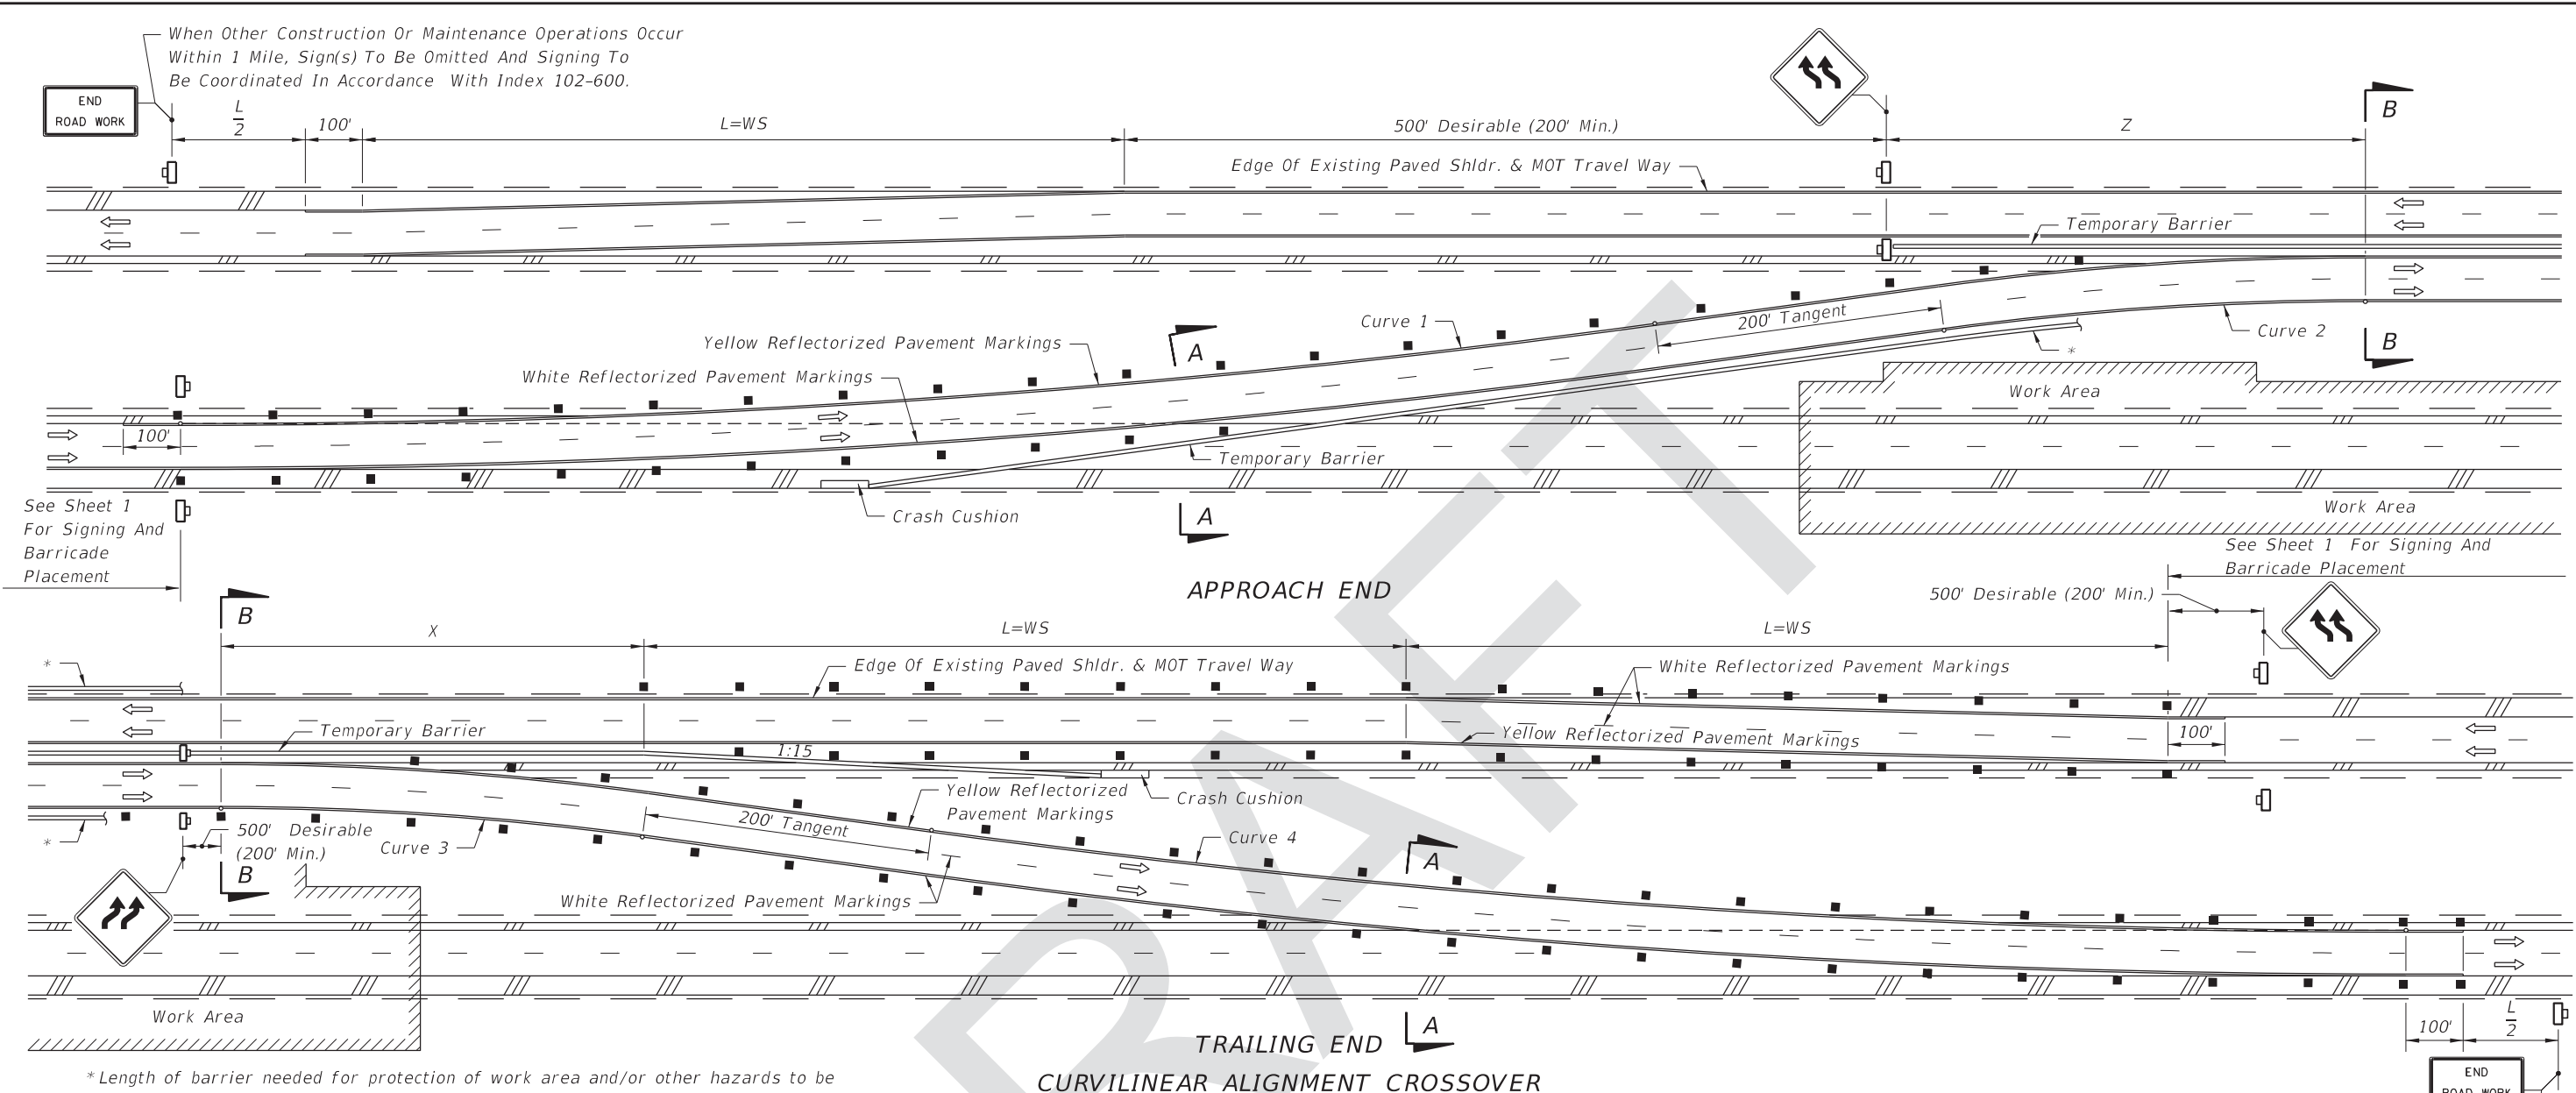 When Other Construction Or Maintenance Operations Occur
Within 1 Mile, Sign(s) To Be Omitted And Signing To
Be Coordinated In Accordance With Index 102-600.
END
ROAD WORK
L
2
100'
L=WS
500' Desirable (200' Min.)
Z
B
Edge Of Existing Paved Shldr. & MOT Travel Way
Temporary Barrier
Curve 1
200' Tangent
Curve 2
B
Yellow Reflectorized Pavement Markings
A
*
White Reflectorized Pavement Markings
Work Area
100'
Temporary Barrier
See Sheet 1
For Signing And
Barricade
Placement
Crash Cushion
A
Work Area
See Sheet 1 For Signing And
Barricade Placement
APPROACH END
500' Desirable (200' Min.)
B
X
L=WS
L=WS
*
Edge Of Existing Paved Shldr. & MOT Travel Way
White Reflectorized Pavement Markings
Temporary Barrier
1:15
Yellow Reflectorized Pavement Markings
100'
Yellow Reflectorized
Pavement Markings
Crash Cushion
*
500' Desirable
(200' Min.)
Curve 3
200' Tangent
Curve 4
A
B
White Reflectorized Pavement Markings
Work Area
TRAILING END
A
100'
L
2
* Length of barrier needed for protection of work area and/or other hazards to be
CURVILINEAR ALIGNMENT CROSSOVER
END
ROAD WORK
RAFT